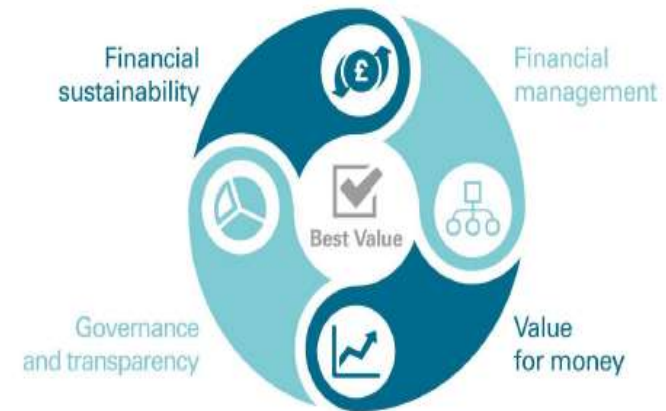 Financial
sustainability
Financial
management
£
Best Value
Governance
and transparency
Value
for money